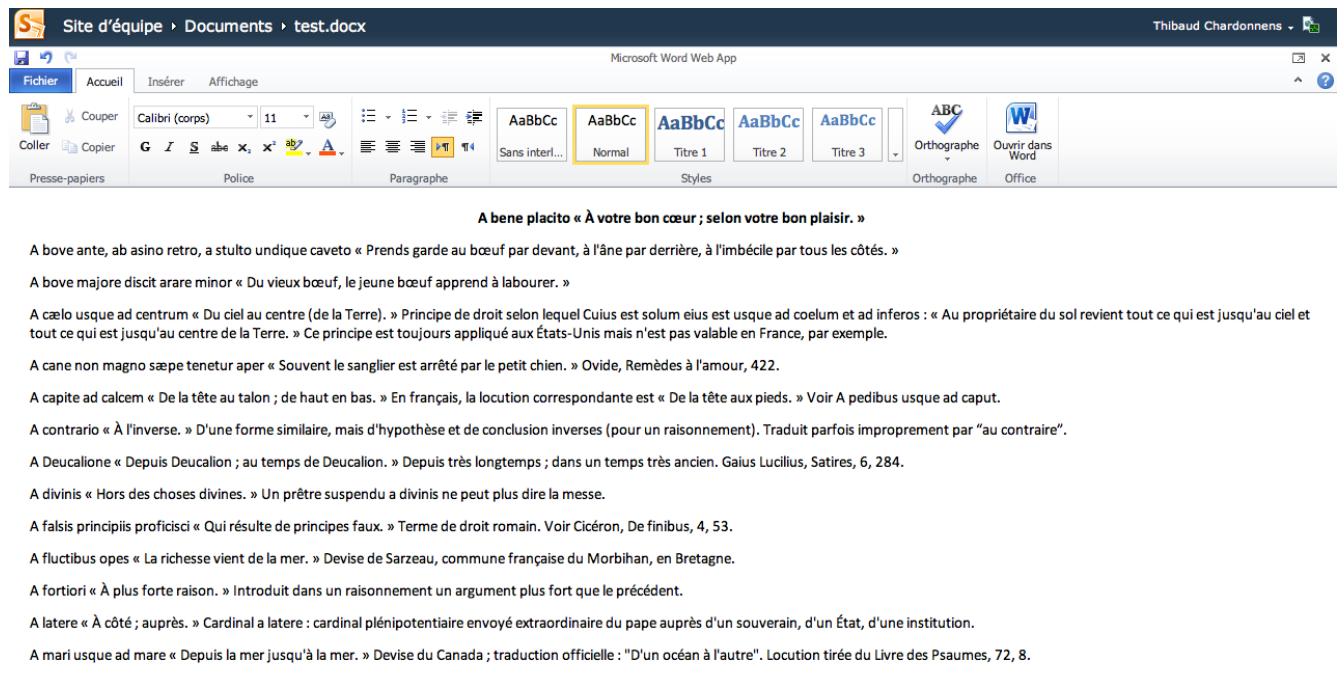 Site d'équipe › Documents › test.docx
Thibaud Chardonnens
Microsoft Word Web App
Fichier Accueil Insérer Affichage
Coller
Couper
Copier
Presse-papiers
Calibri (corps) 11
G I S abc x₂ x² ab A
Police
Paragraphe
AaBbCc AaBbCc AaBbCc AaBbCc AaBbCc
Sans interl... Normal Titre 1 Titre 2 Titre 3
Styles
ABC
Orthographe
Orthographe
Ouvrir dans
Word
Office
A bene placito « À votre bon cœur ; selon votre bon plaisir. »
A bove ante, ab asino retro, a stulto undique caveto « Prends garde au bœuf par devant, à l'âne par derrière, à l'imbécile par tous les côtés. »
A bove majore discit arare minor « Du vieux bœuf, le jeune bœuf apprend à labourer. »
A cælo usque ad centrum « Du ciel au centre (de la Terre). » Principe de droit selon lequel Cuius est solum eius est usque ad coelum et ad inferos : « Au propriétaire du sol revient tout ce qui est jusqu'au ciel et
tout ce qui est jusqu'au centre de la Terre. » Ce principe est toujours appliqué aux États-Unis mais n'est pas valable en France, par exemple.
A cane non magno sæpe tenetur aper « Souvent le sanglier est arrêté par le petit chien. » Ovide, Remèdes à l'amour, 422.
A capite ad calcem « De la tête au talon ; de haut en bas. » En français, la locution correspondante est « De la tête aux pieds. » Voir A pedibus usque ad caput.
A contrario « À l'inverse. » D'une forme similaire, mais d'hypothèse et de conclusion inverses (pour un raisonnement). Traduit parfois improprement par “au contraire”.
A Deucalione « Depuis Deucalion ; au temps de Deucalion. » Depuis très longtemps ; dans un temps très ancien. Gaius Lucilius, Satires, 6, 284.
A divinis « Hors des choses divines. » Un prêtre suspendu a divinis ne peut plus dire la messe.
A falsis principiis proficisci « Qui résulte de principes faux. » Terme de droit romain. Voir Cicéron, De finibus, 4, 53.
A fluctibus opes « La richesse vient de la mer. » Devise de Sarzeau, commune française du Morbihan, en Bretagne.
A fortiori « À plus forte raison. » Introduit dans un raisonnement un argument plus fort que le précédent.
A latere « À côté ; auprès. » Cardinal a latere : cardinal plénipotentiaire envoyé extraordinaire du pape auprès d'un souverain, d'un État, d'une institution.
A mari usque ad mare « Depuis la mer jusqu'à la mer. » Devise du Canada ; traduction officielle : "D'un océan à l'autre". Locution tirée du Livre des Psaumes, 72, 8.